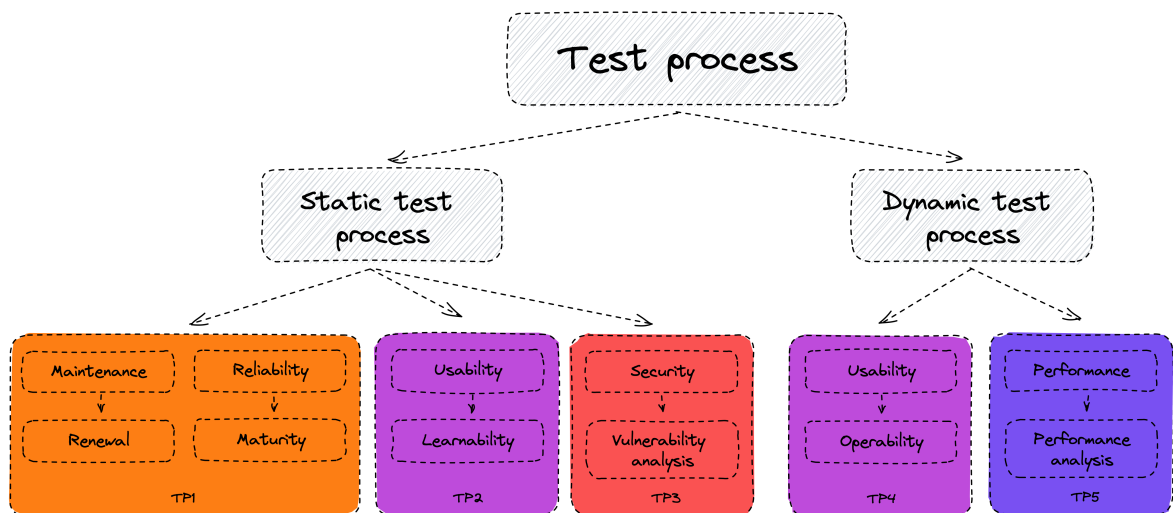 Test process
Static test
process
Dynamic test
process
Maintenance
Reliability
Renewal
Maturity
TP1
Usability
Learnability
TP2
Security
Vulnerability
analysis
TP3
Usability
Operability
TP4
Performance
Performance
analysis
TP5